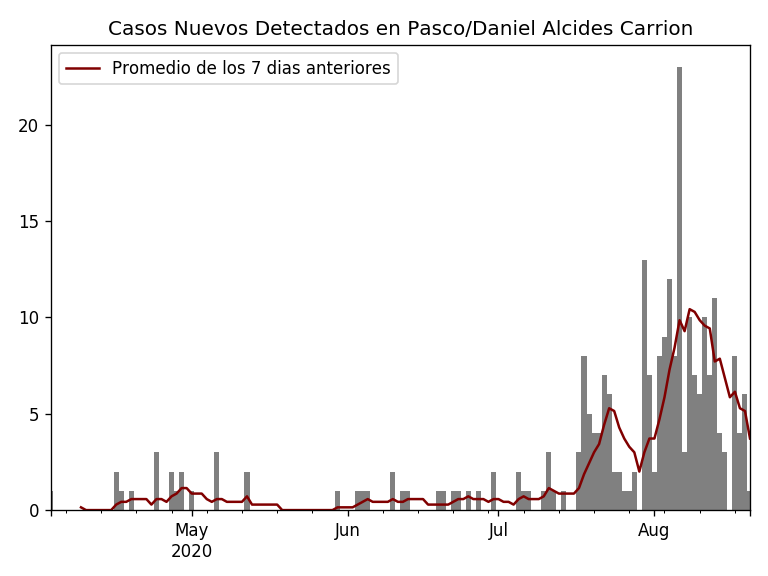 Casos Nuevos Detectados en Pasco/Daniel Alcides Carrion
Promedio de los 7 dias anteriores
20
15
10
5
0
May Jun Jul Aug
2020